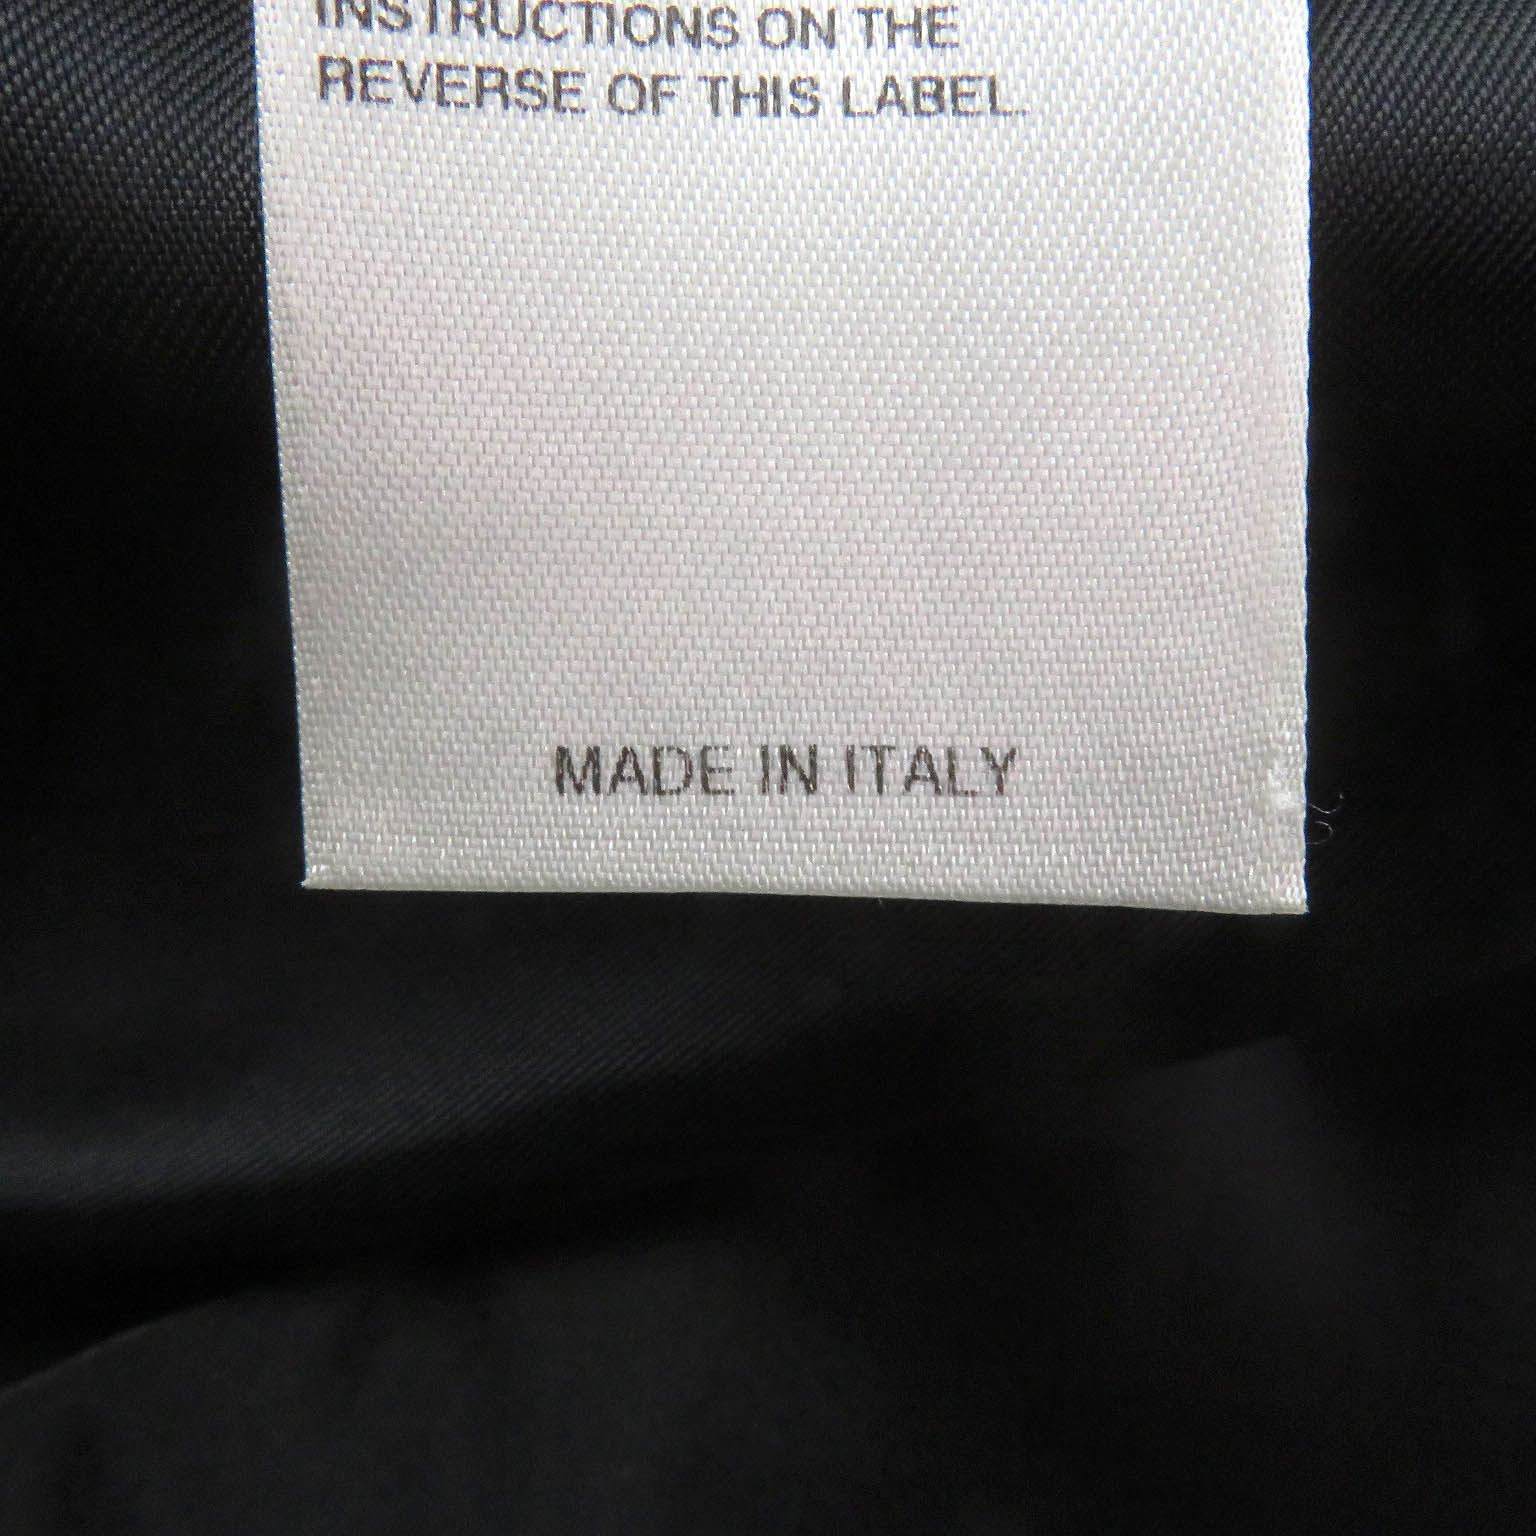 INSTRUCTIONS ON THE
REVERSE OF THIS LABEL.
MADE IN ITALY